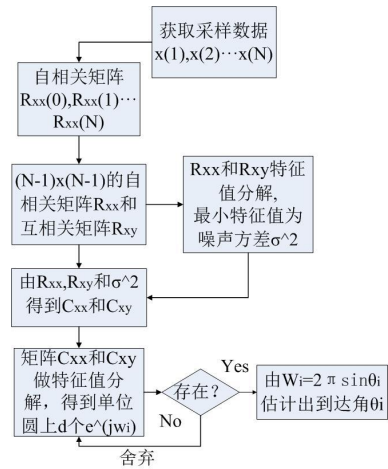 获取采样数据
x(1),x(2)…x(N)
自相关矩阵
Rxx(0),Rxx(1)…
Rxx(N)
(N-1)x(N-1)的自
相关矩阵Rxx和
互相关矩阵Rxy
Rxx和Rxy特征
值分解,
最小特征值为
噪声方差σ^2
由Rxx,Rxy和σ^2
得到Cxx和Cxy
矩阵Cxx和Cxy
做特征值分
解，得到单位
圆上d个e^(jwi)
存在?
Yes
No
舍弃
由Wi=2πsinθi
估计出到达角θi